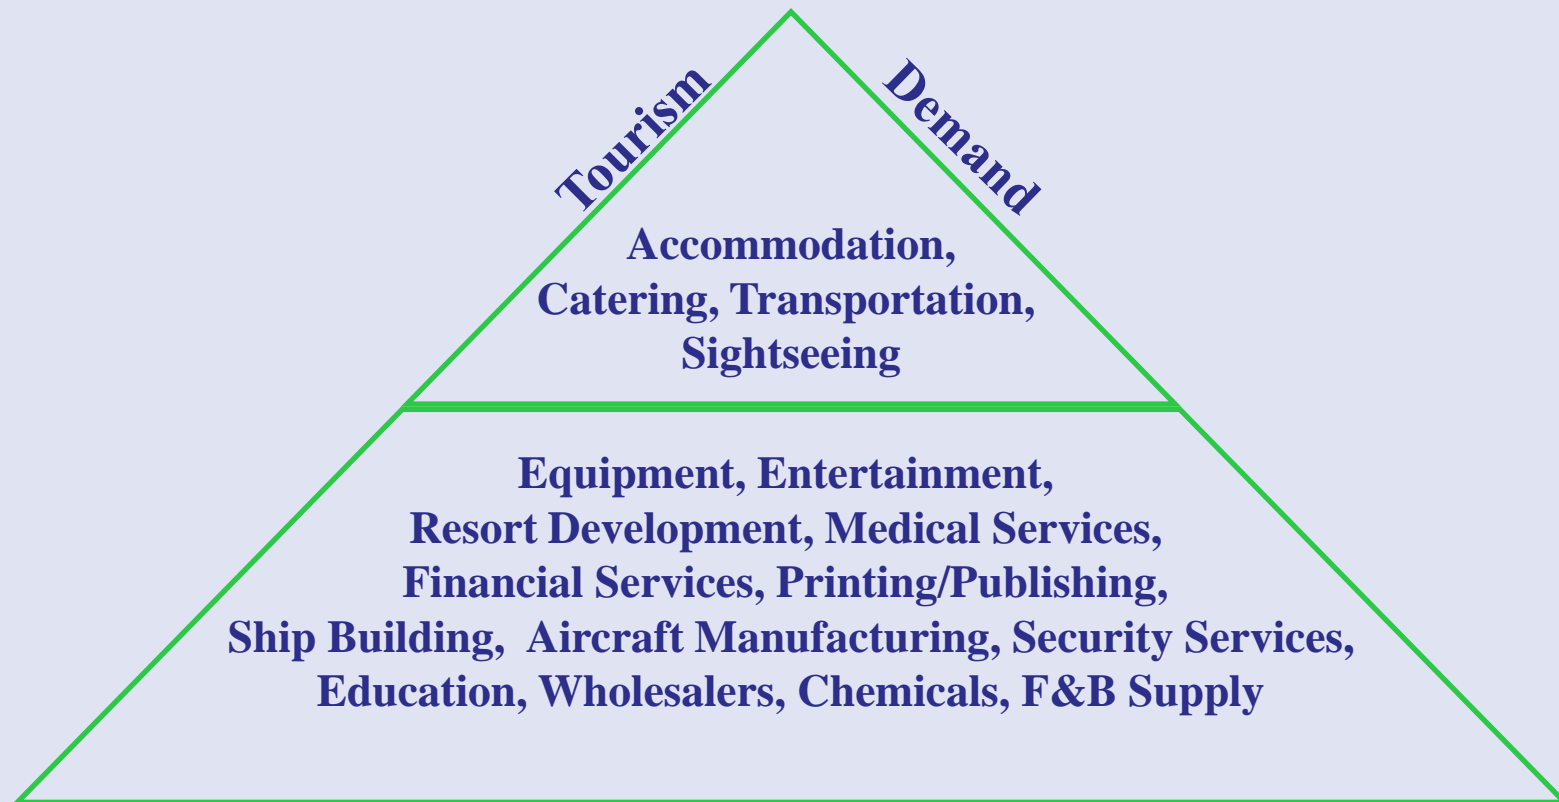 Tourism
Demand
Accommodation,
Catering, Transportation,
Sightseeing
Equipment, Entertainment,
Resort Development, Medical Services,
Financial Services, Printing/Publishing,
Ship Building,  Aircraft Manufacturing, Security Services,
Education, Wholesalers, Chemicals, F&B Supply